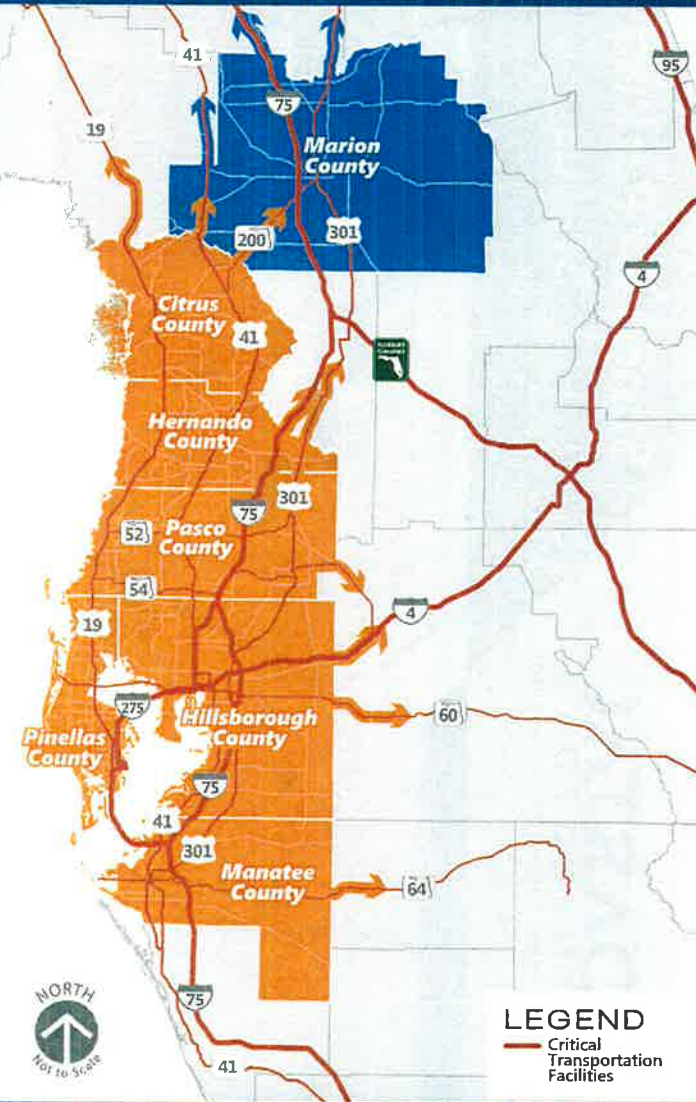 41
95
75
19
Marion
County
301
200
4
Citrus
County
41
Hernando
County
301
75
52
Pasco
County
54
4
19
275
Hillsborough
County
60
Pinellas
County
75
41
301
Manatee
County
64
75
NORTH
Not to Scale
41
LEGEND
Critical
Transportation
Facilities